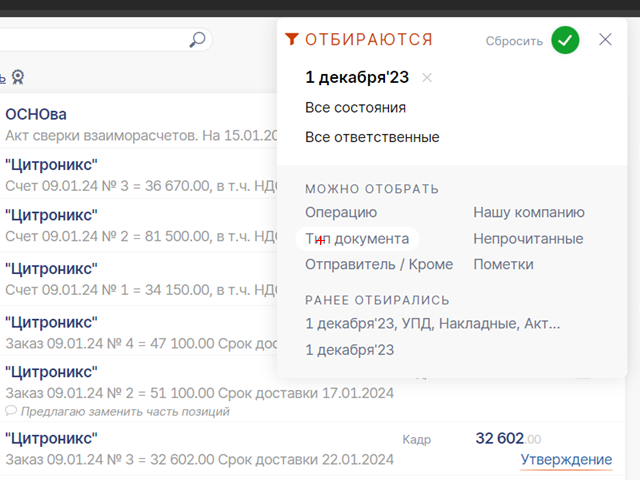 ОТБИРАЮТСЯ
Сбросить
1 декабря'23
Все состояния
Все ответственные
МОЖНО ОТОБРАТЬ
Операцию
Нашу компанию
Тип документа
Непрочитанные
Отправитель / Кроме
Пометки
РАНЕЕ ОТБИРАЛИСЬ
1 декабря'23, УПД, Накладные, Акт...
1 декабря'23
ОСНОва
Акт сверки взаиморасчетов. На 15.01.20
"Цитроникс"
Счет 09.01.24 № 3 = 36 670.00, в т.ч. НДС
"Цитроникс"
Счет 09.01.24 № 2 = 81 500.00, в т.ч. НДС
"Цитроникс"
Счет 09.01.24 № 1 = 34 150.00, в т.ч. НДС
"Цитроникс"
Заказ 09.01.24 № 4 = 47 100.00 Срок дос
"Цитроникс"
Заказ 09.01.24 № 2 = 51 100.00 Срок доставки 17.01.2024
Предлагаю заменить часть позиций
"Цитроникс"
Кадр
32 602.00
Заказ 09.01.24 № 3 = 32 602.00 Срок доставки 22.01.2024
Утверждение